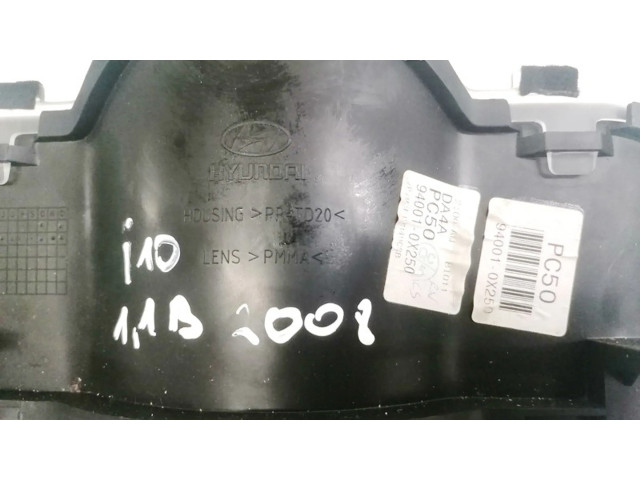 HYUNDAI
HOUSING >PP-TD20<
LENS >PMMA<
i10
1,1B 2008
DA4A
PC50
94001-0X250
PC50
94001-0X250